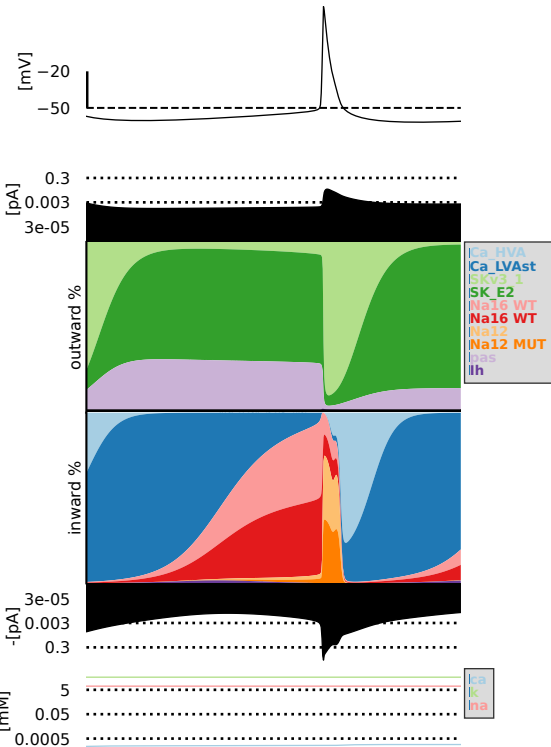 [mV]
−20
−50
[pA]
0.3
0.003
3e-05
outward %
Ca_HVA
Ca_LVAst
SKv3_1
SK_E2
Na16 WT
Na16 WT
Na12
Na12 MUT
pas
Ih
inward %
-[pA]
3e-05
0.003
0.3
[mM]
5
0.05
0.0005
ca
k
na